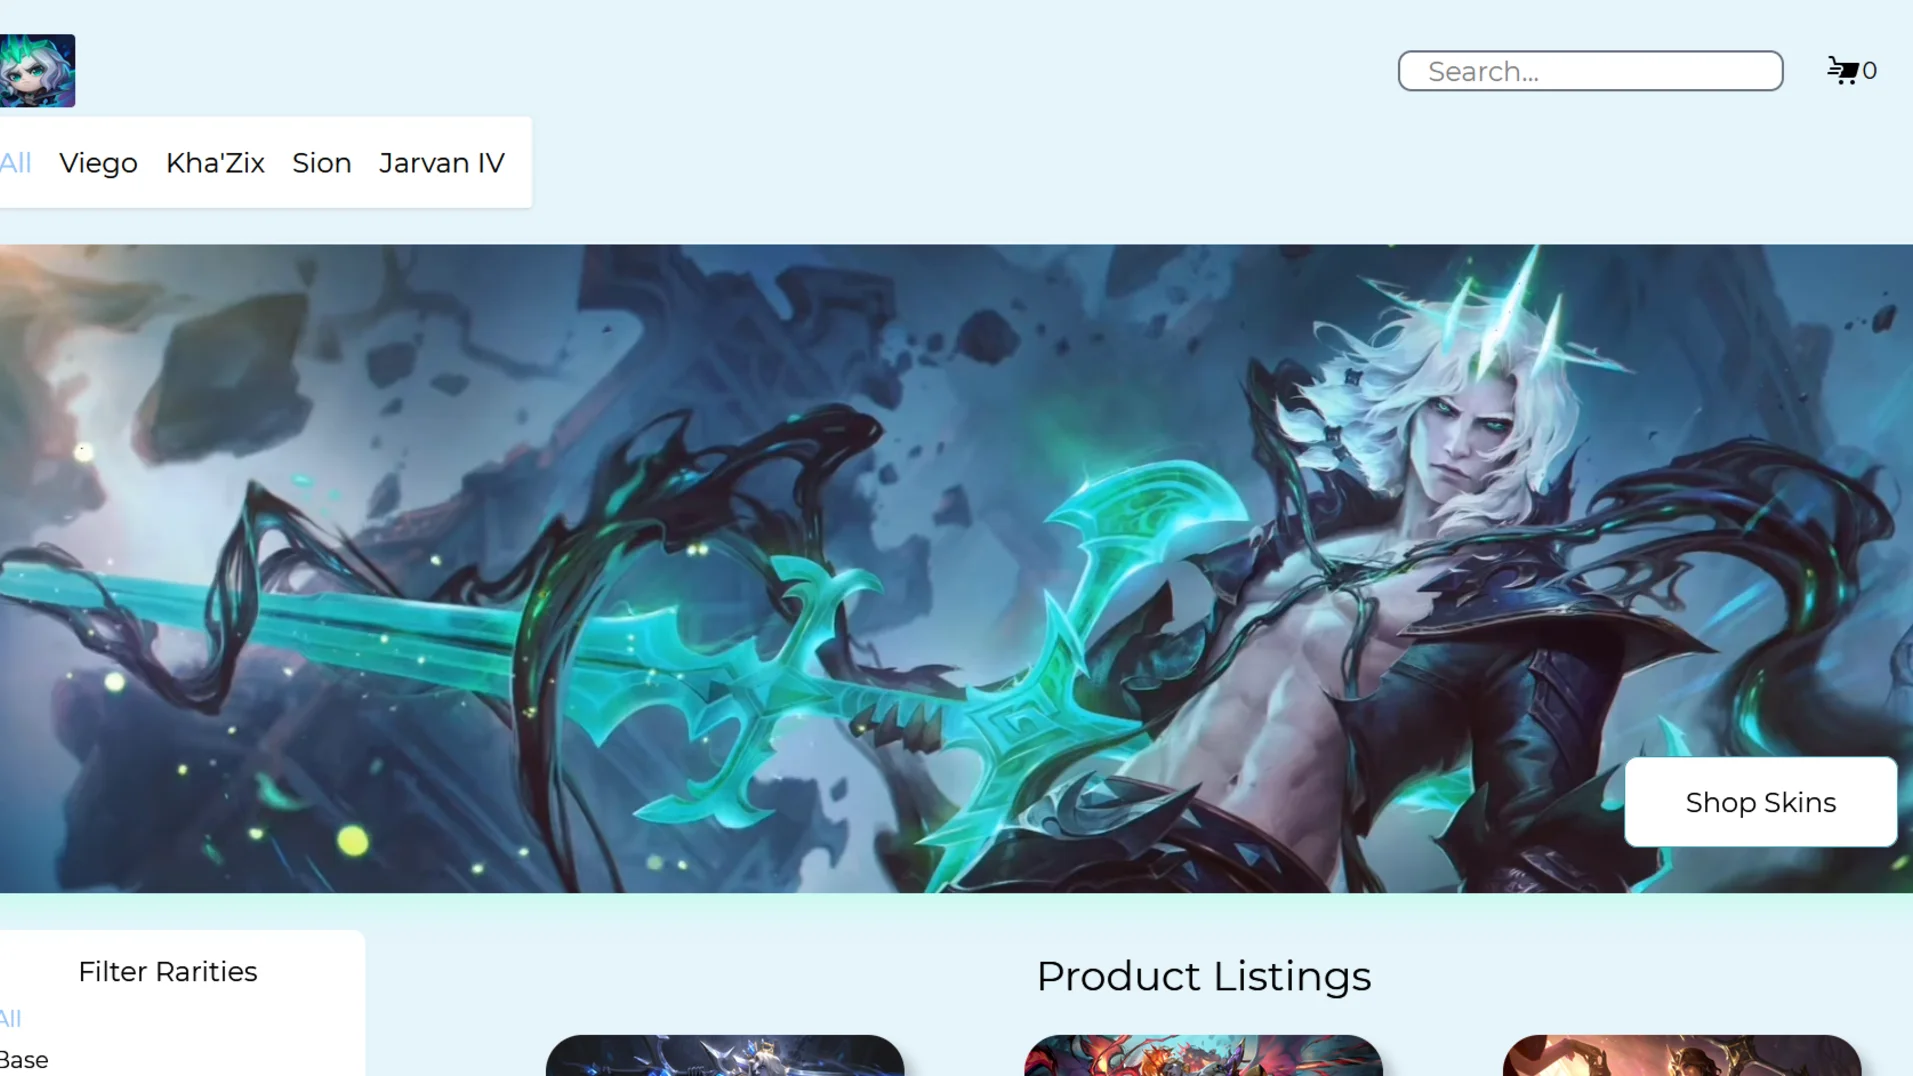 Search...
0
All Viego Kha'Zix Sion Jarvan IV
Shop Skins
Filter Rarities
All
Base
Product Listings